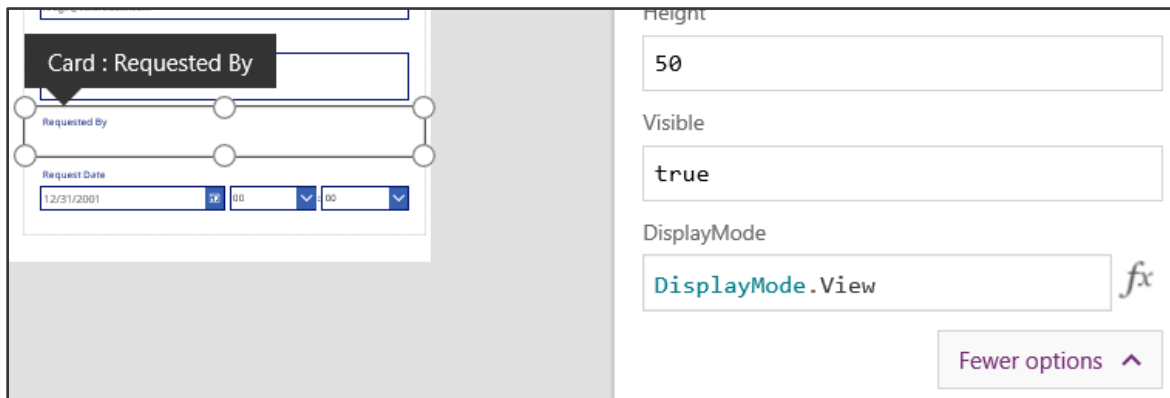 Card : Requested By
Requested By
Request Date
12/31/2001
00
: 00
Height
50
Visible
true
DisplayMode
DisplayMode.View
fx
Fewer options